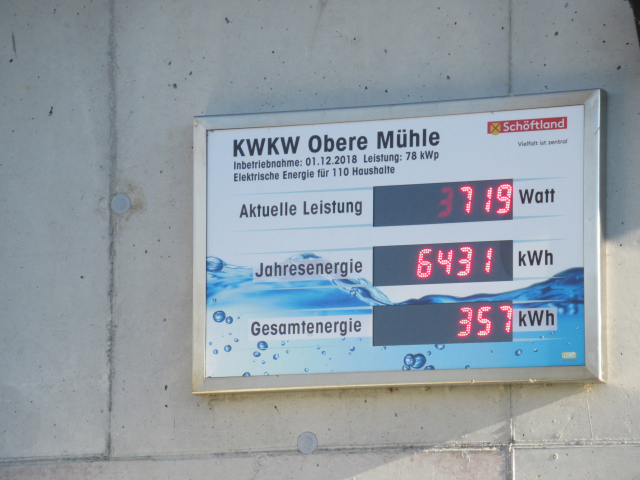 KWKW Obere Mühle
Schöftland
Vielfalt ist zentral
Inbetriebnahme: 01.12.2018 Leistung: 78 kWp
Elektrische Energie für 110 Haushalte
Aktuelle Leistung 3719 Watt
Jahresenergie 6431 kWh
Gesamtenergie 357 kWh